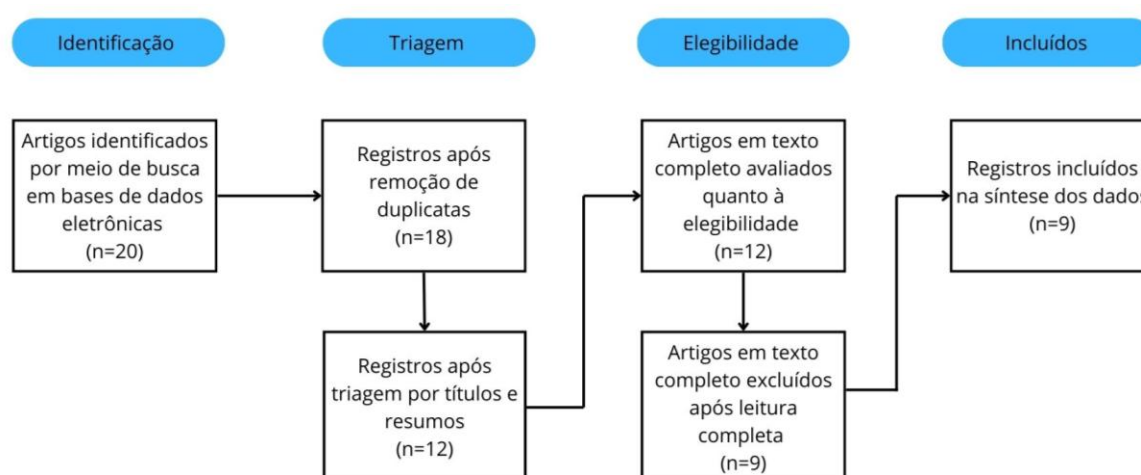 Identificação
Triagem
Elegibilidade
Incluídos
Artigos identificados
por meio de busca
em bases de dados
eletrônicas
(n=20)
Registros após
remoção de
duplicatas
(n=18)
Registros após
triagem por títulos e
resumos
(n=12)
Artigos em texto
completo avaliados
quanto à
elegibilidade
(n=12)
Artigos em texto
completo excluídos
após leitura
completa
(n=9)
Registros incluídos
na síntese dos dados
(n=9)